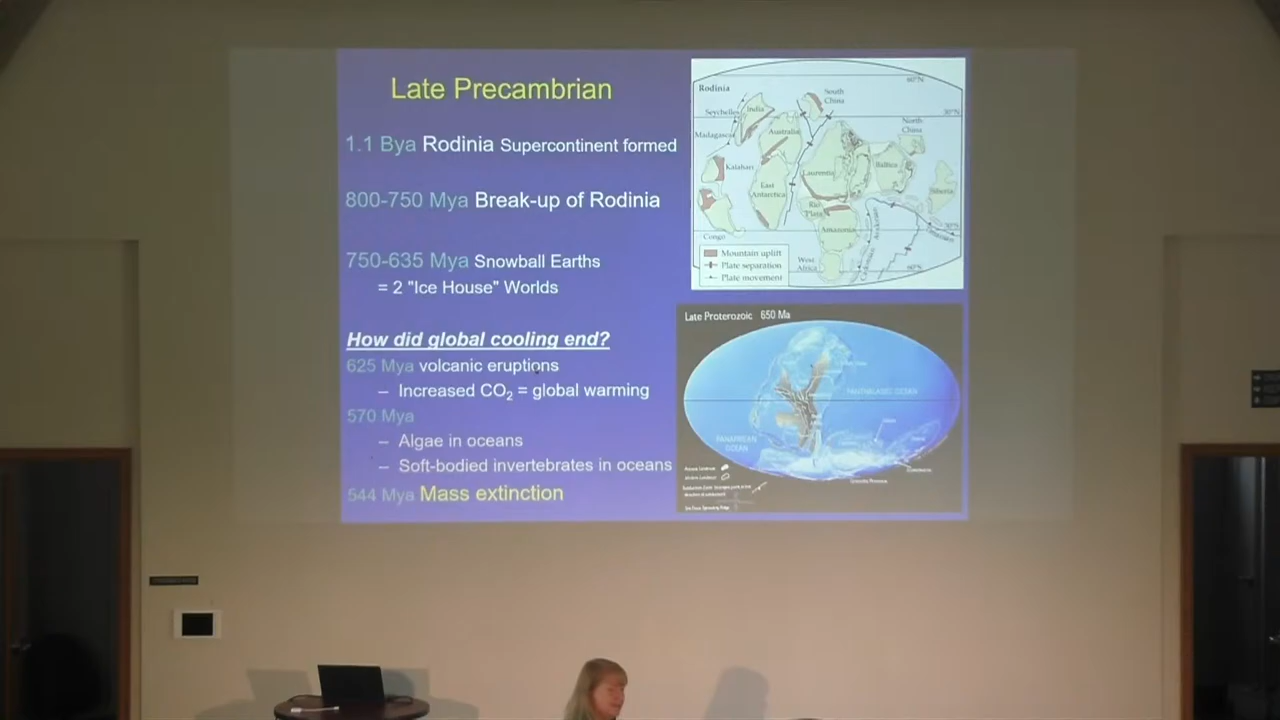 Late Precambrian
1.1 Bya Rodinia Supercontinent formed
800-750 Mya Break-up of Rodinia
750-635 Mya Snowball Earths
= 2 "Ice House" Worlds
How did global cooling end?
625 Mya volcanic eruptions
– Increased CO₂ = global warming
570 Mya
– Algae in oceans
– Soft-bodied invertebrates in oceans
544 Mya Mass extinction
Rodinia
60°N
South
China
Seychelles
India
30°N
Madagascar
Australia
North
China
Kalahari
Laurentia
Baltica
East
Antarctica
Siberia
Rio
Plata
Amazonia
Congo
West
Africa
Mountain uplift
Plate separation
Plate movement
Late Proterozoic 650 Ma
PANTHALASSIC OCEAN
PANAFRICAN
OCEAN